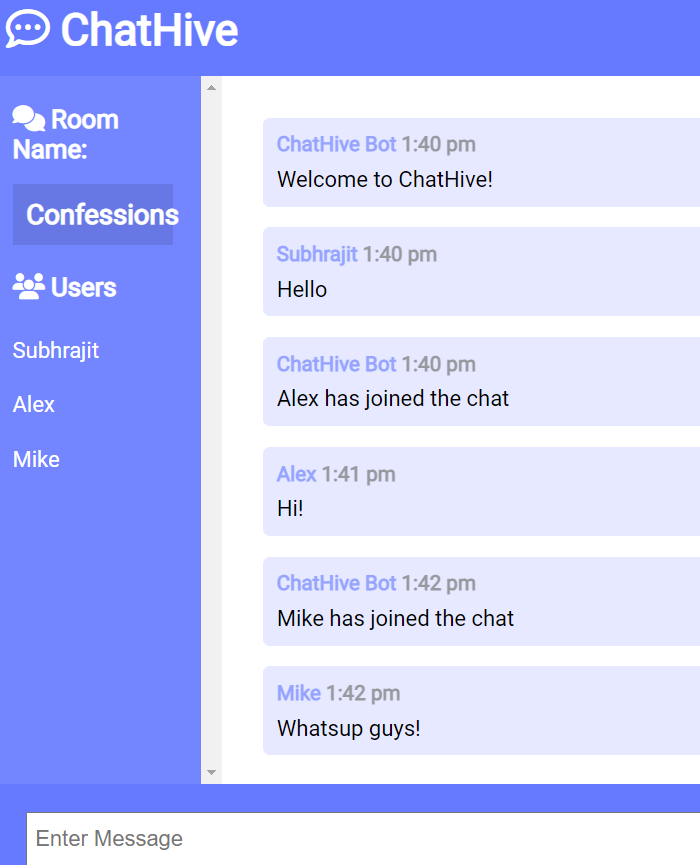 ChatHive
Room
Name:
Confessions
Users
Subhrajit
Alex
Mike
ChatHive Bot 1:40 pm
Welcome to ChatHive!
Subhrajit 1:40 pm
Hello
ChatHive Bot 1:40 pm
Alex has joined the chat
Alex 1:41 pm
Hi!
ChatHive Bot 1:42 pm
Mike has joined the chat
Mike 1:42 pm
Whatsup guys!
Enter Message